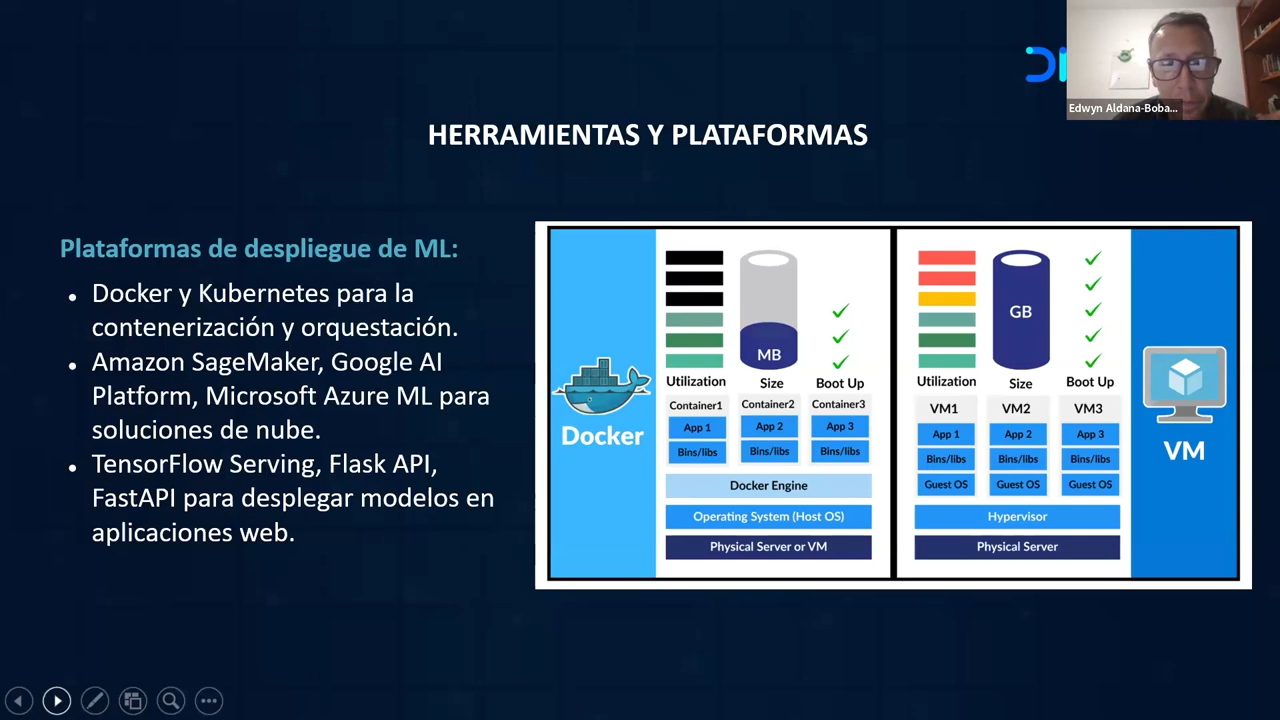 Edwyn Aldana-Boba...
HERRAMIENTAS Y PLATAFORMAS
Plataformas de despliegue de ML:
• Docker y Kubernetes para la
contenerización y orquestación.
• Amazon SageMaker, Google AI
Platform, Microsoft Azure ML para
soluciones de nube.
• TensorFlow Serving, Flask API,
FastAPI para desplegar modelos en
aplicaciones web.
Docker
MB
Utilization Size Boot Up
Container1 Container2 Container3
App 1 App 2 App 3
Bins/libs Bins/libs Bins/libs
Docker Engine
Operating System (Host OS)
Physical Server or VM
GB
Utilization Size Boot Up
VM1 VM2 VM3
App 1 App 2 App 3
Bins/libs Bins/libs Bins/libs
Guest OS Guest OS Guest OS
Hypervisor
Physical Server
VM